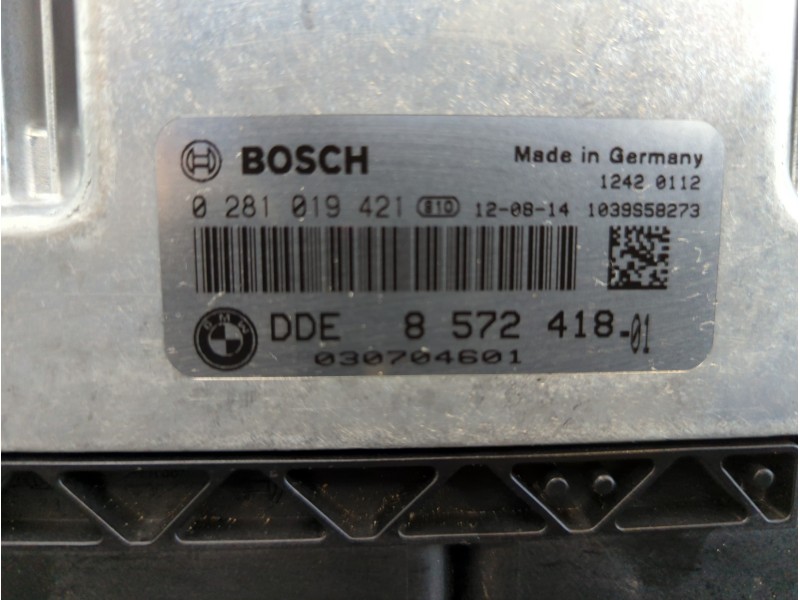 BOSCH
Made in Germany
1242 0112
0 281 019 421 810 12-08-14 1039S58273
BMW
DDE 8 572 418-01
030704601